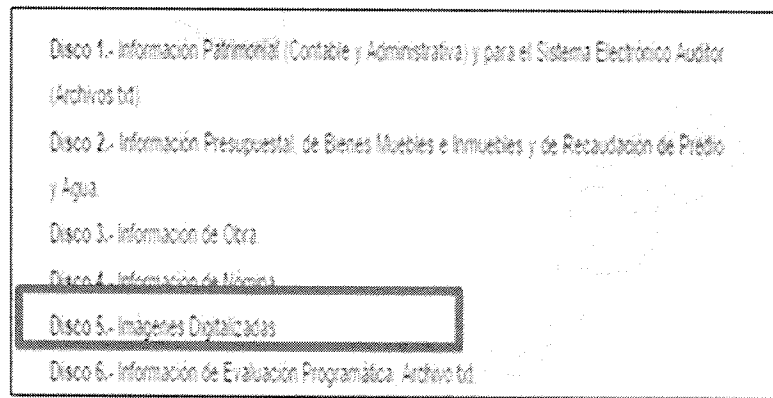 Disco 1.- Información Patrimonial (Contable y Administrativa) y para el Sistema Electrónico Auditor
(Archivos txt).
Disco 2.- Información Presupuestal, de Bienes Muebles e Inmuebles y de Recaudación de Predio
y Agua.
Disco 3.- Información de Obra.
Disco 4.- Información de Nómina.
Disco 5.- Imágenes Digitalizadas
Disco 6.- Información de Evaluación Programática, Archivo txt.